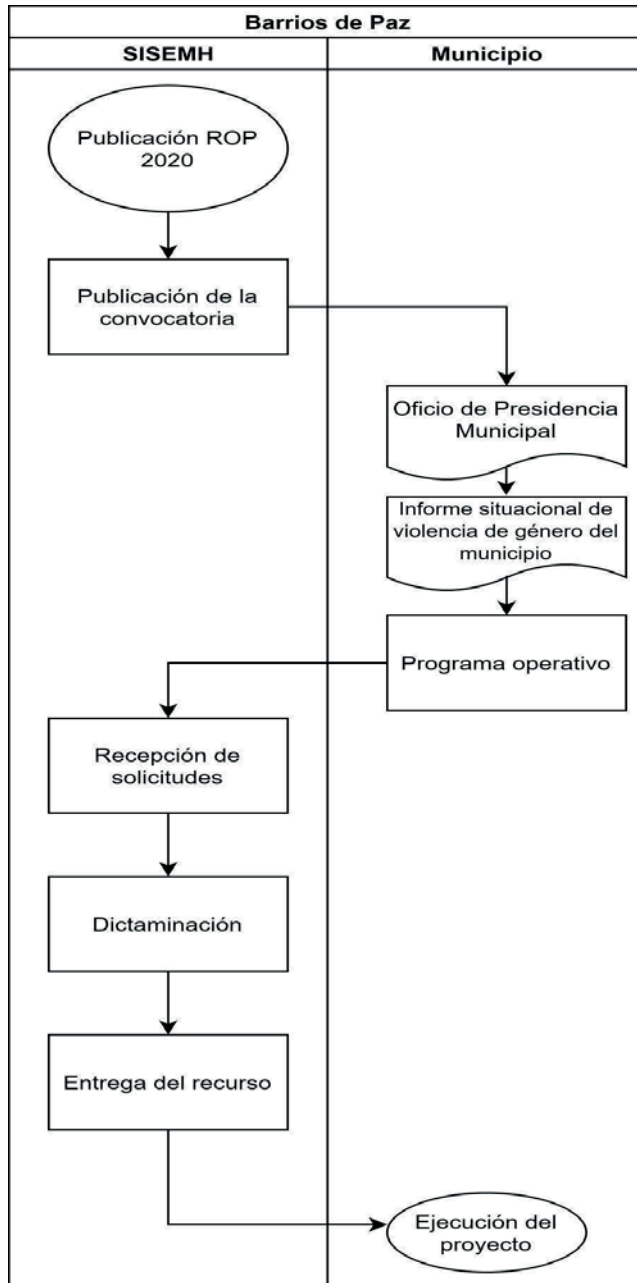 Barrios de Paz
SISEMH
Municipio
Publicación ROP
2020
Publicación de la
convocatoria
Oficio de Presidencia
Municipal
Informe situacional de
violencia de género del
municipio
Programa operativo
Recepción de
solicitudes
Dictaminación
Entrega del recurso
Ejecución del
proyecto